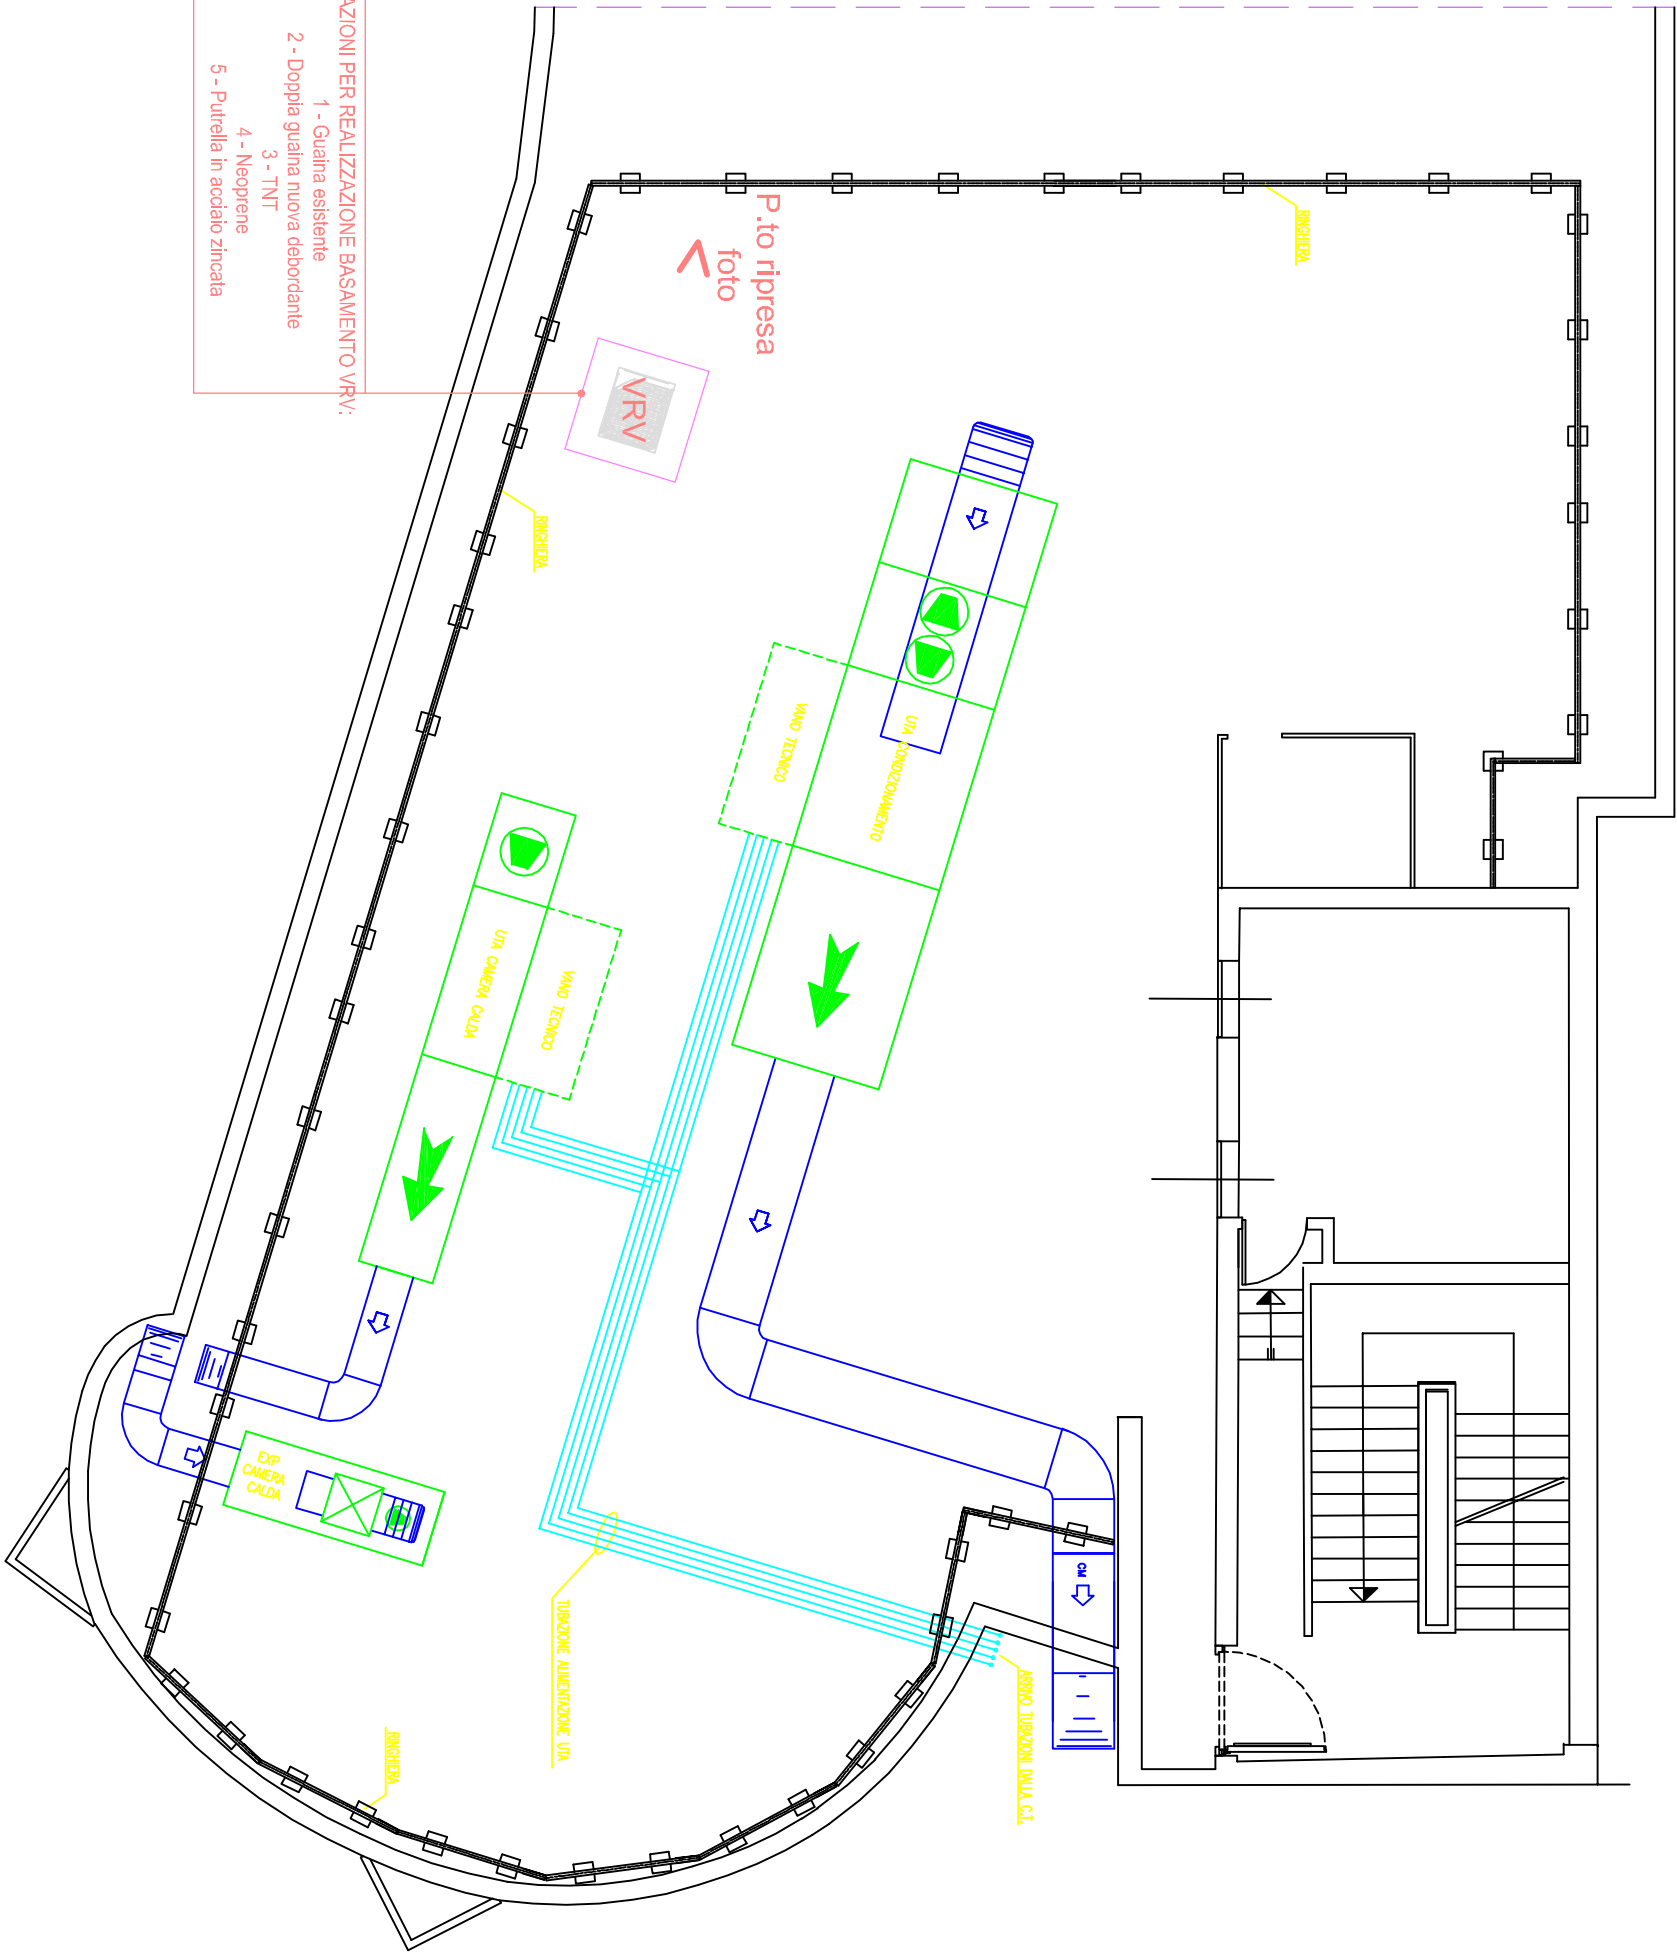 AZIONI PER REALIZZAZIONE BASAMENTO VRV:
1 - Guaina esistente
2 - Doppia guaina nuova debordante
3 - TNT
4 - Neoprene
5 - Putrella in acciaio zincata
P.to ripresa
foto
VRV
RINGHIERA
RINGHIERA
VANO TECNICO
UTA CONDIZIONAMENTO
UTA CAMERA CALDA
VANO TECNICO
EXP
CAMERA
CALDA
TUBAZIONE ALIMENTAZIONE UTA
ARRIVO TUBAZIONI DALLA C.T.
RINGHIERA